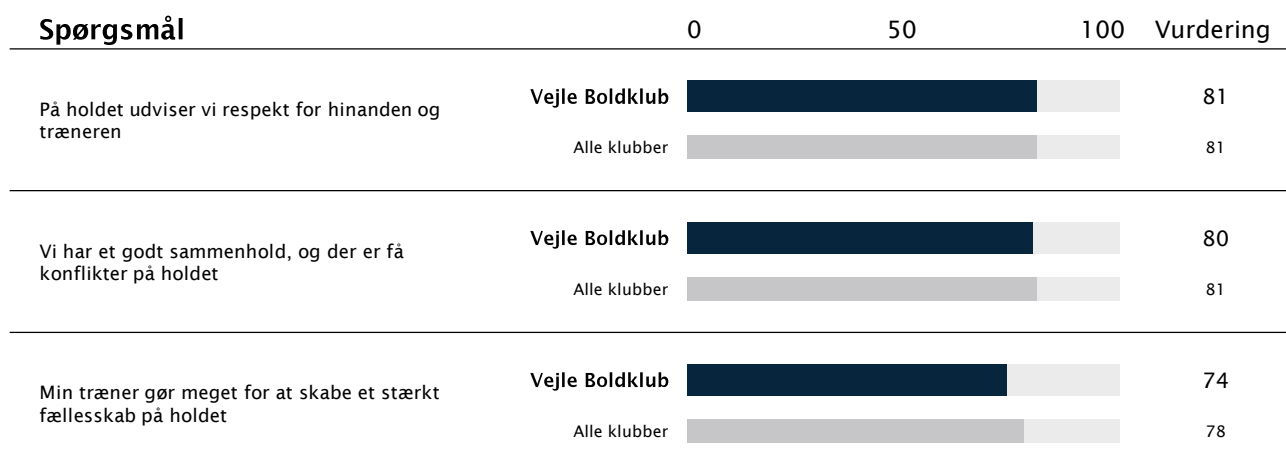 Spørgsmål 0 50 100 Vurdering
På holdet udviser vi respekt for hinanden og
træneren
Vejle Boldklub 81
Alle klubber 81
Vi har et godt sammenhold, og der er få
konflikter på holdet
Vejle Boldklub 80
Alle klubber 81
Min træner gør meget for at skabe et stærkt
fællesskab på holdet
Vejle Boldklub 74
Alle klubber 78